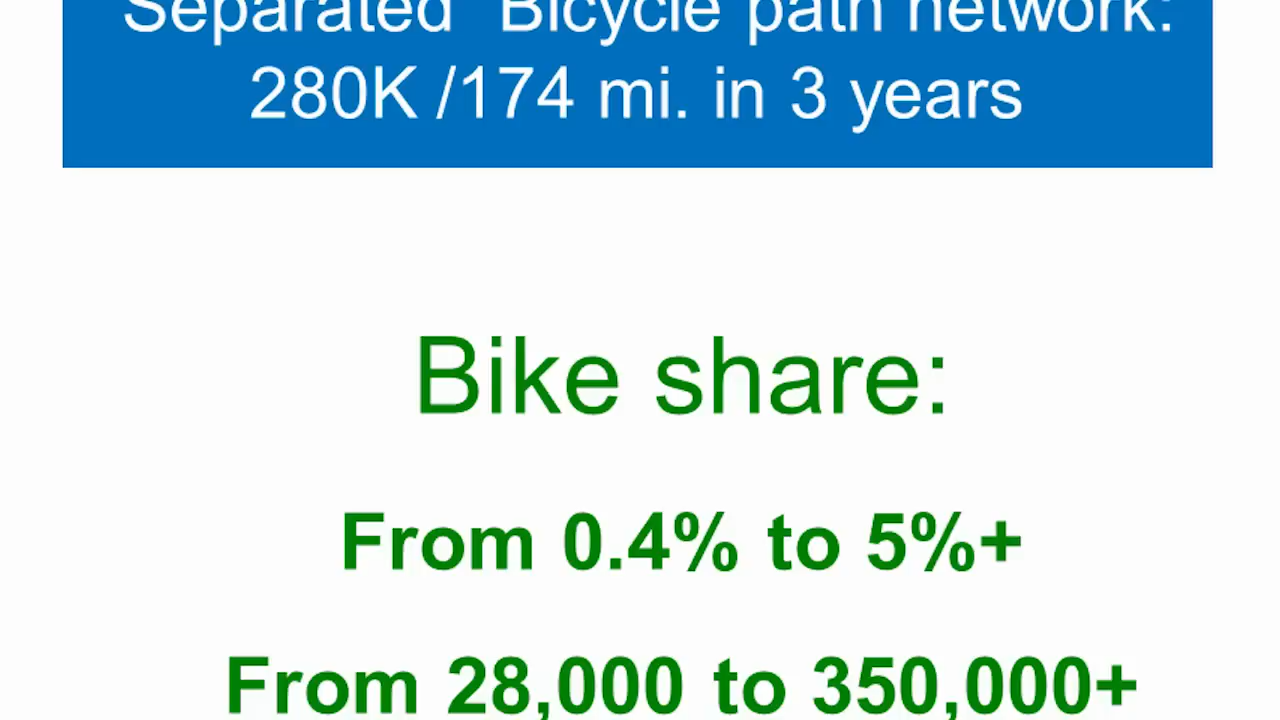 Separated Bicycle path network:
280K /174 mi. in 3 years
Bike share:
From 0.4% to 5%+
From 28,000 to 350,000+